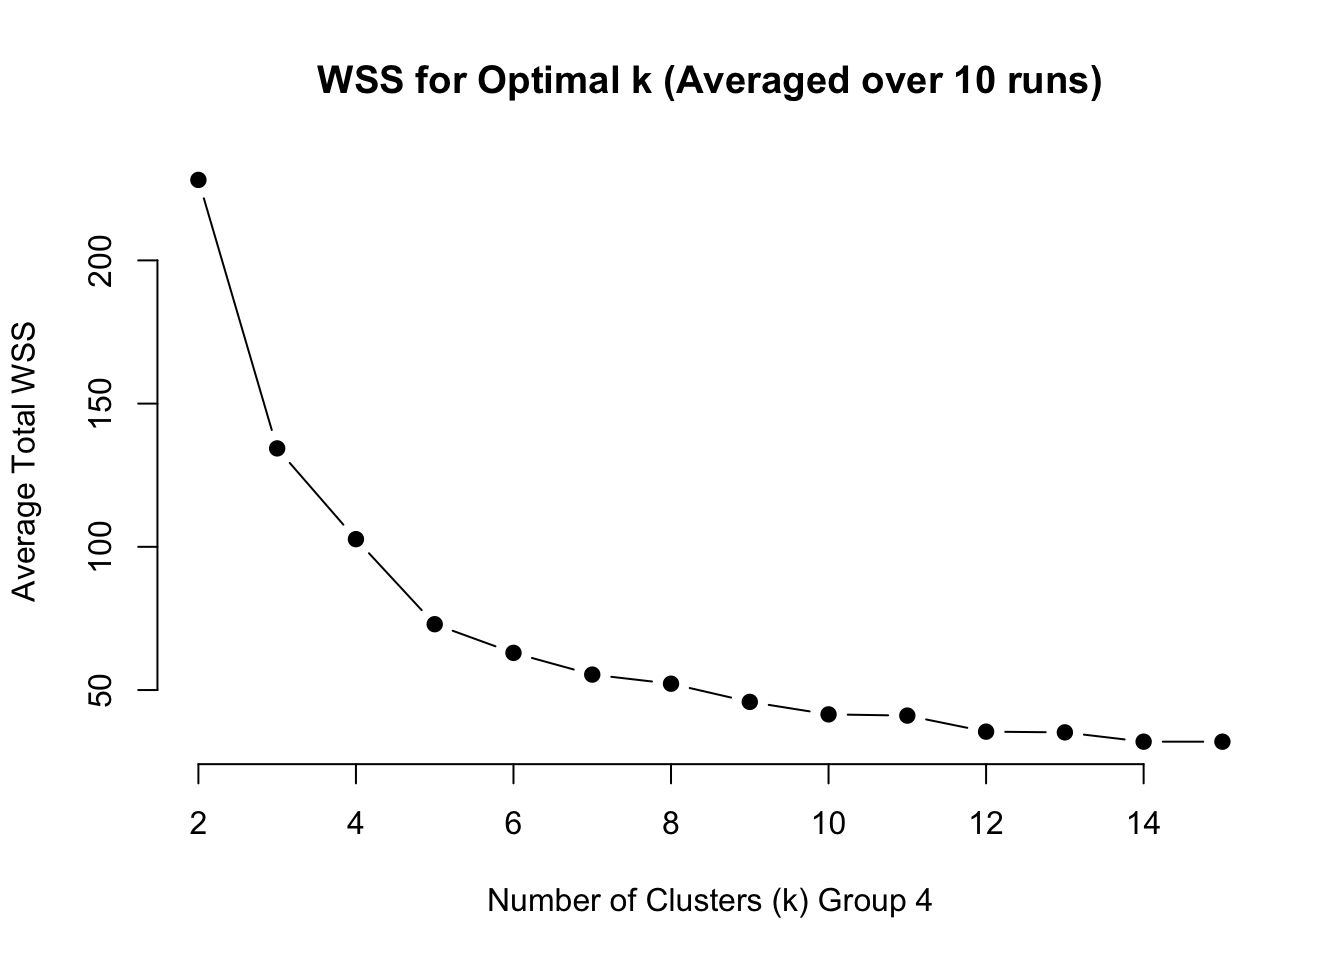 WSS for Optimal k (Averaged over 10 runs)
Average Total WSS
200
150
100
50
2 4 6 8 10 12 14
Number of Clusters (k) Group 4